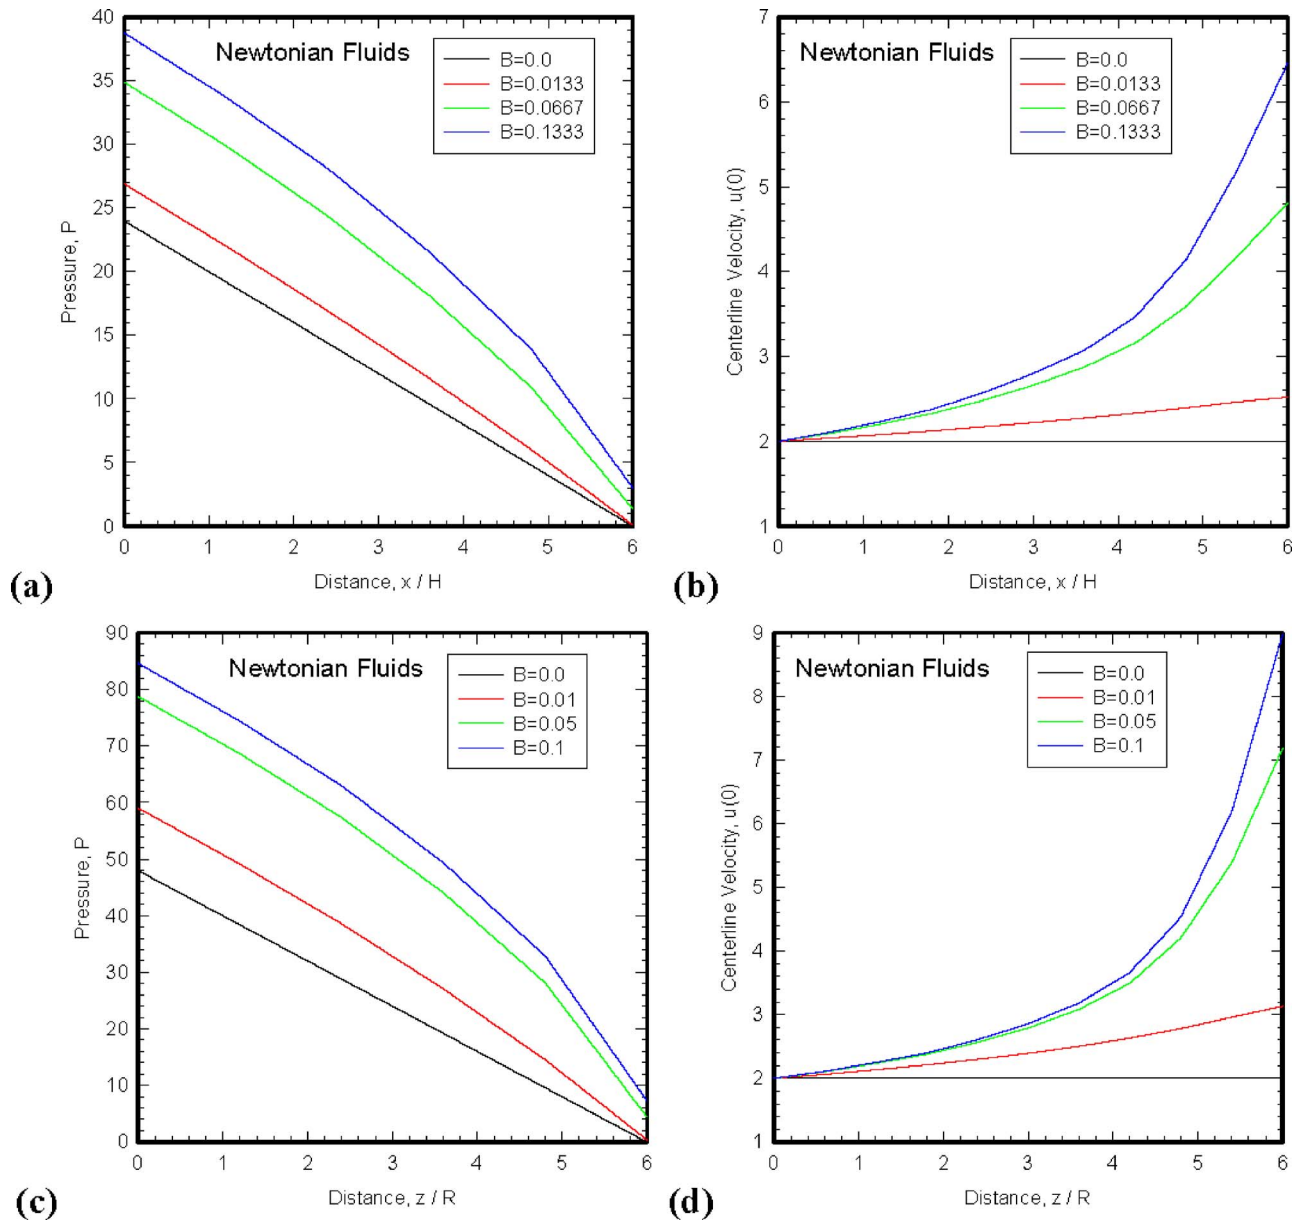 Newtonian Fluids
B=0.0
B=0.0133
B=0.0667
B=0.1333
40
35
30
25
20
15
10
5
0
Pressure, P
0 1 2 3 4 5 6
Distance, x / H
(a)
Newtonian Fluids
B=0.0
B=0.0133
B=0.0667
B=0.1333
7
6
5
4
3
2
1
Centerline Velocity, u(0)
0 1 2 3 4 5 6
Distance, x / H
(b)
Newtonian Fluids
B=0.0
B=0.01
B=0.05
B=0.1
90
80
70
60
50
40
30
20
10
0
Pressure, P
0 1 2 3 4 5 6
Distance, z / R
(c)
Newtonian Fluids
B=0.0
B=0.01
B=0.05
B=0.1
9
8
7
6
5
4
3
2
1
Centerline Velocity, u(0)
0 1 2 3 4 5 6
Distance, z / R
(d)